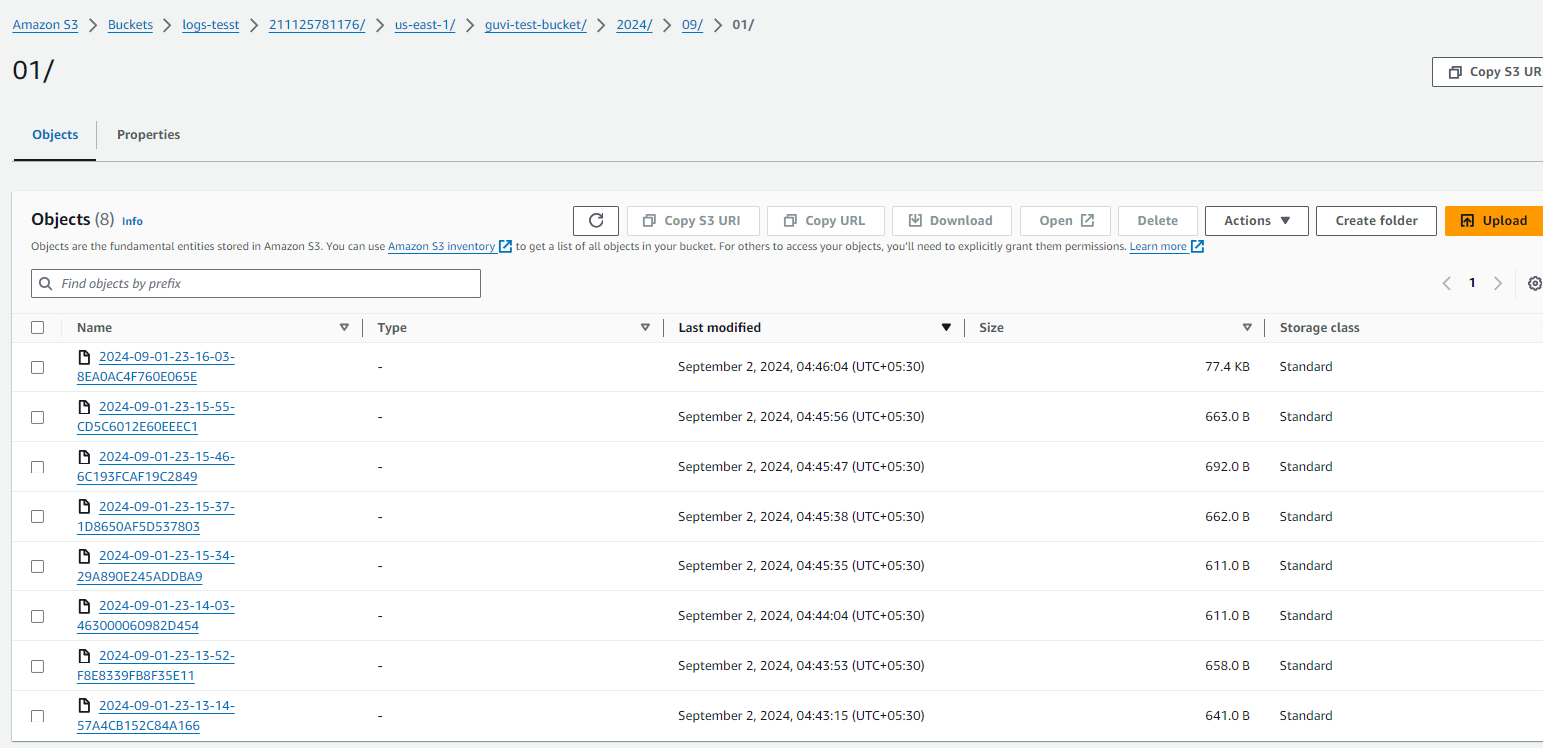 Amazon S3 > Buckets > logs-tesst > 211125781176/ > us-east-1/ > guvi-test-bucket/ > 2024/ > 09/ > 01/
01/
Copy S3 UR
Objects Properties
Objects (8) Info
Copy S3 URI Copy URL Download Open Delete Actions Create folder Upload
Objects are the fundamental entities stored in Amazon S3. You can use Amazon S3 inventory to get a list of all objects in your bucket. For others to access your objects, you'll need to explicitly grant them permissions. Learn more
Find objects by prefix
1
Name Type Last modified Size Storage class
2024-09-01-23-16-03-
8EA0AC4F760E065E
- September 2, 2024, 04:46:04 (UTC+05:30) 77.4 KB Standard
2024-09-01-23-15-55-
CD5C6012E60EEEC1
- September 2, 2024, 04:45:56 (UTC+05:30) 663.0 B Standard
2024-09-01-23-15-46-
6C193FCAF19C2849
- September 2, 2024, 04:45:47 (UTC+05:30) 692.0 B Standard
2024-09-01-23-15-37-
1D8650AF5D537803
- September 2, 2024, 04:45:38 (UTC+05:30) 662.0 B Standard
2024-09-01-23-15-34-
29A890E245ADDBA9
- September 2, 2024, 04:45:35 (UTC+05:30) 611.0 B Standard
2024-09-01-23-14-03-
463000060982D454
- September 2, 2024, 04:44:04 (UTC+05:30) 611.0 B Standard
2024-09-01-23-13-52-
F8E8339FB8F35E11
- September 2, 2024, 04:43:53 (UTC+05:30) 658.0 B Standard
2024-09-01-23-13-14-
57A4CB152C84A166
- September 2, 2024, 04:43:15 (UTC+05:30) 641.0 B Standard